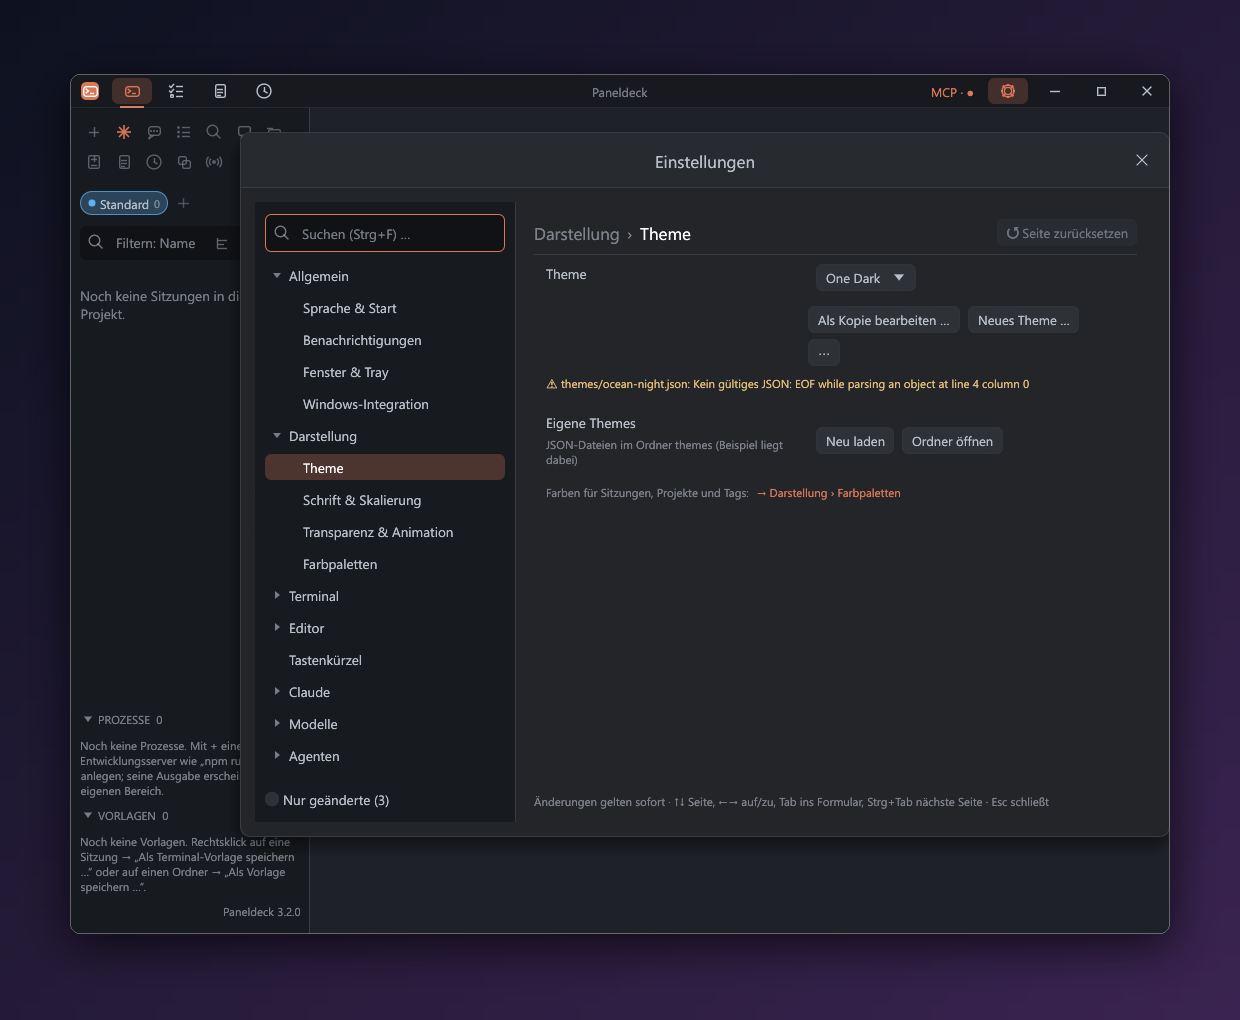 Paneldeck
MCP · ●
Standard 0
Filtern: Name
Noch keine Sitzungen in di
Projekt.
PROZESSE 0
Noch keine Prozesse. Mit + eine
Entwicklungsserver wie „npm ru
anlegen; seine Ausgabe erschei
eigenen Bereich.
VORLAGEN 0
Noch keine Vorlagen. Rechtsklick auf eine
Sitzung → „Als Terminal-Vorlage speichern
…“ oder auf einen Ordner → „Als Vorlage
speichern …“.
Paneldeck 3.2.0
Einstellungen
Suchen (Strg+F) …
Allgemein
Sprache & Start
Benachrichtigungen
Fenster & Tray
Windows-Integration
Darstellung
Theme
Schrift & Skalierung
Transparenz & Animation
Farbpaletten
Terminal
Editor
Tastenkürzel
Claude
Modelle
Agenten
Nur geänderte (3)
Darstellung › Theme
Seite zurücksetzen
Theme
One Dark
Als Kopie bearbeiten …
Neues Theme …
…
⚠ themes/ocean-night.json: Kein gültiges JSON: EOF while parsing an object at line 4 column 0
Eigene Themes
JSON-Dateien im Ordner themes (Beispiel liegt
dabei)
Neu laden
Ordner öffnen
Farben für Sitzungen, Projekte und Tags: → Darstellung › Farbpaletten
Änderungen gelten sofort · ↑↓ Seite, ←→ auf/zu, Tab ins Formular, Strg+Tab nächste Seite · Esc schließt